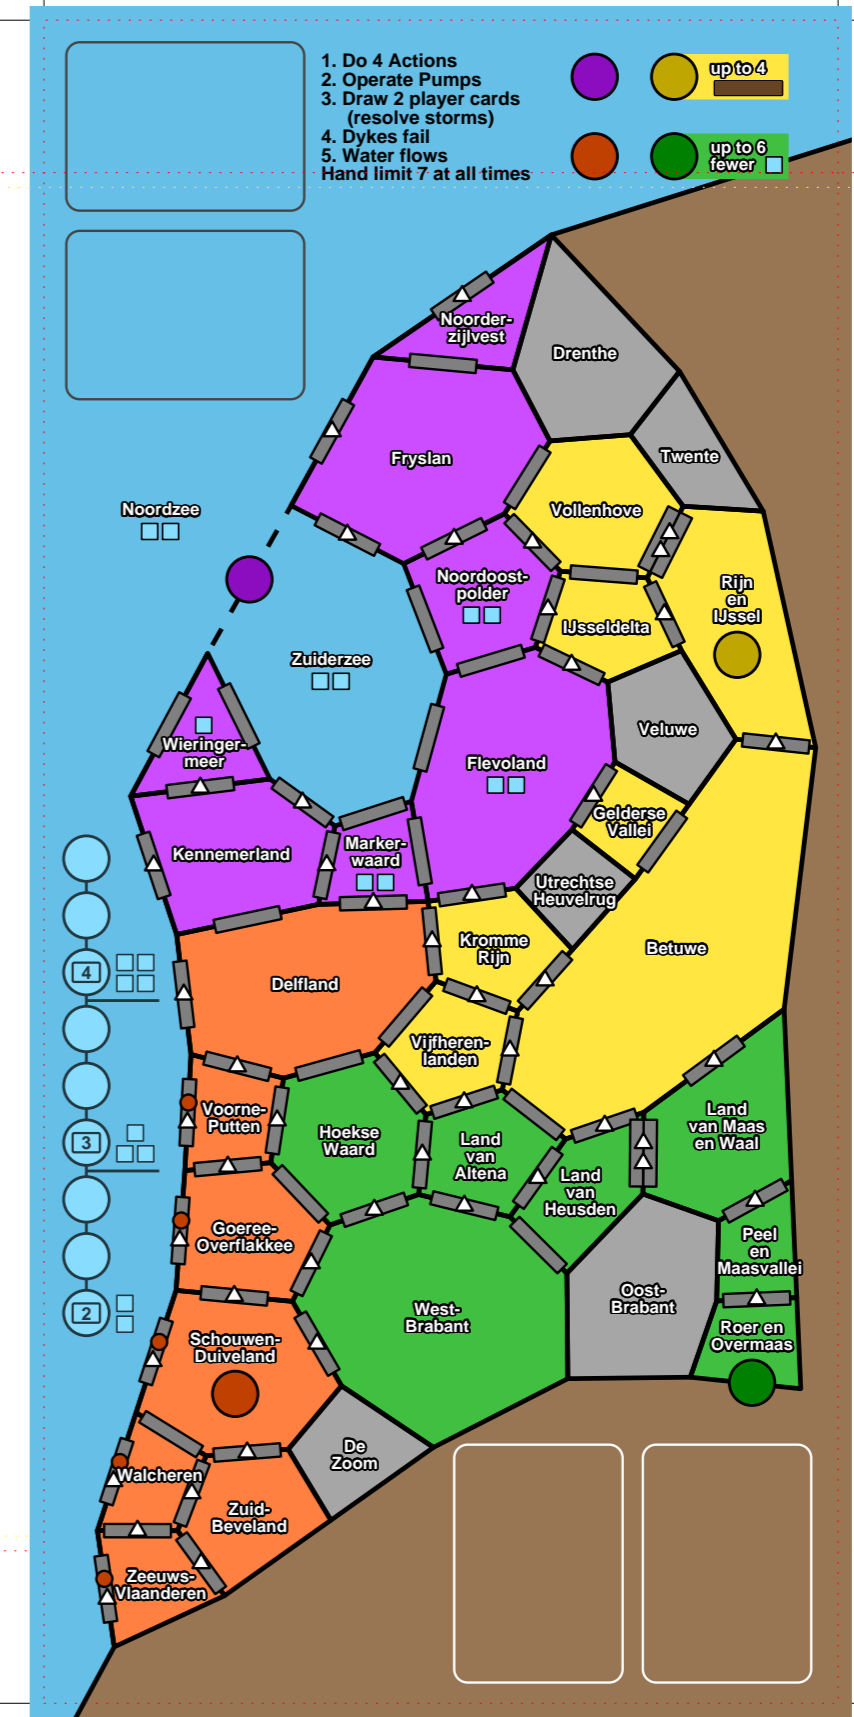 1. Do 4 Actions
2. Operate Pumps
3. Draw 2 player cards
(resolve storms)
4. Dykes fail
5. Water flows
Hand limit 7 at all times
up to 4
up to 6
fewer
Noorder-
zijlvest
Drenthe
Fryslan
Twente
Noordzee
Vollenhove
Noordoost-
polder
Rijn
en
IJssel
IJsseldelta
Zuiderzee
Veluwe
Wieringer-
meer
Flevoland
Gelderse
Vallei
Kennemerland
Marker-
waard
Utrechtse
Heuvelrug
Kromme
Rijn
Betuwe
4
Delfland
Vijfheren-
landen
Voorne-
Putten
Hoekse
Waard
Land
van
Altena
Land
van Maas
en Waal
3
Land
van
Heusden
Goeree-
Overflakkee
Peel
en
Maasvallei
Oost-
Brabant
West-
Brabant
2
Roer en
Overmaas
Schouwen-
Duiveland
De
Zoom
Walcheren
Zuid-
Beveland
Zeeuws-
Vlaanderen